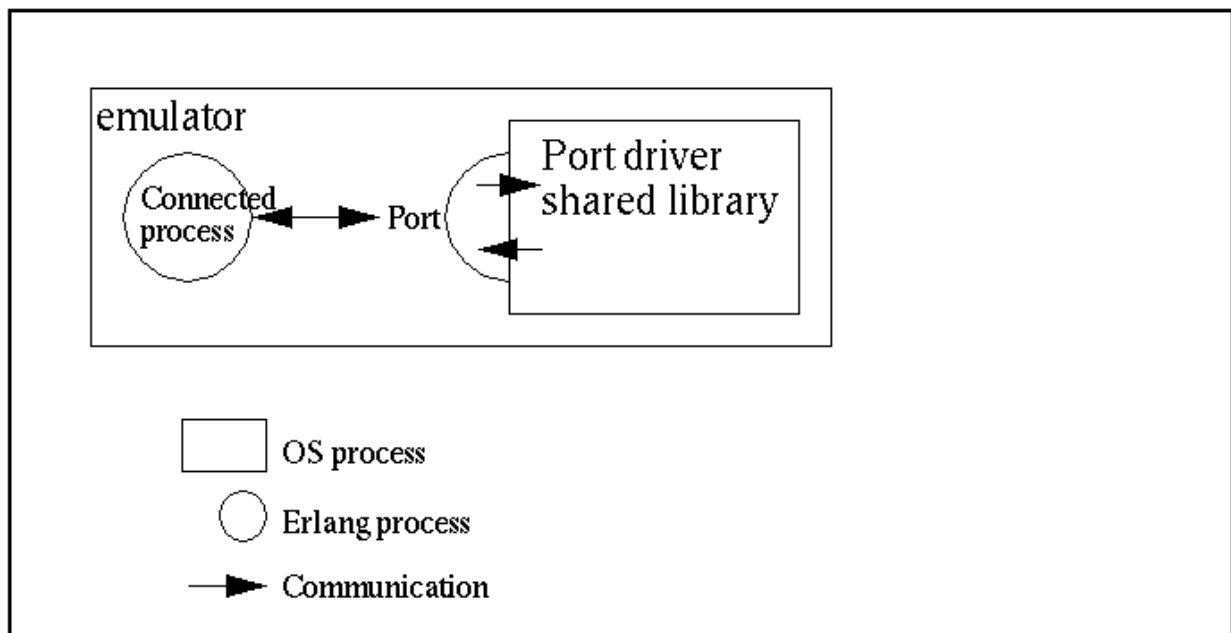 emulator
Connected
process
Port
Port driver
shared library
OS process
Erlang process
Communication